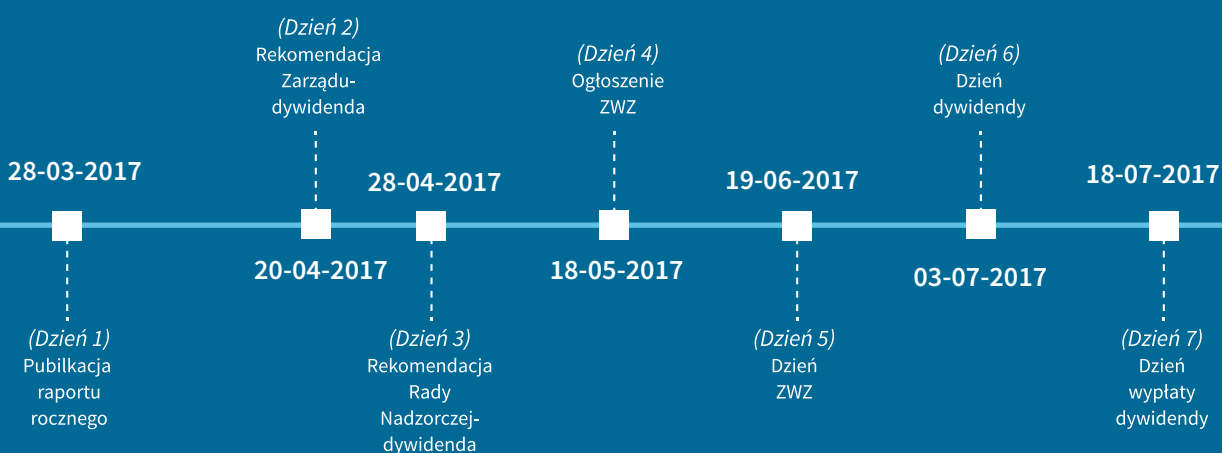 28-03-2017
(Dzień 1)
Pubilkacja
raportu
rocznego
(Dzień 2)
Rekomendacja
Zarządu-
dywidenda
20-04-2017
28-04-2017
(Dzień 3)
Rekomendacja
Rady
Nadzorczej-
dywidenda
(Dzień 4)
Ogłoszenie
ZWZ
18-05-2017
19-06-2017
(Dzień 5)
Dzień
ZWZ
(Dzień 6)
Dzień
dywidendy
03-07-2017
18-07-2017
(Dzień 7)
Dzień
wypłaty
dywidendy